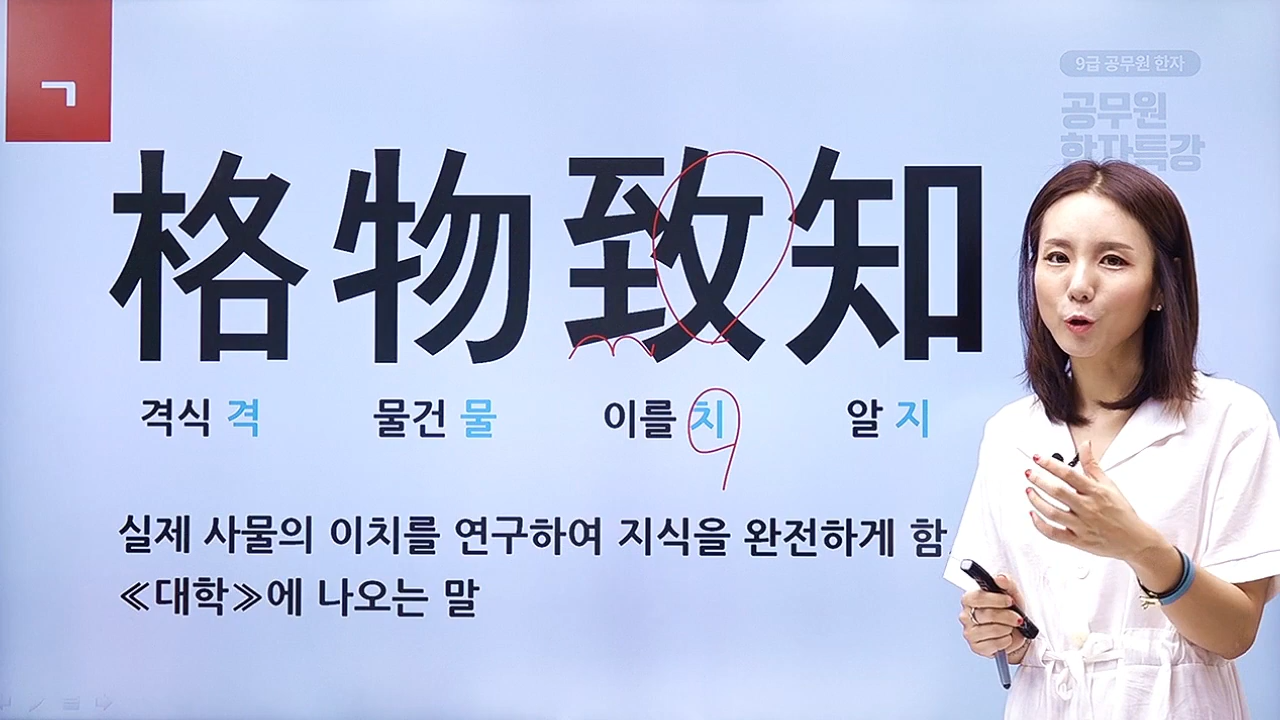 ㄱ
9급 공무원 한자
공무원
한자특강
格物致知
격식 격 물건 물 이를 치 알 지
실제 사물의 이치를 연구하여 지식을 완전하게 함
≪대학≫에 나오는 말